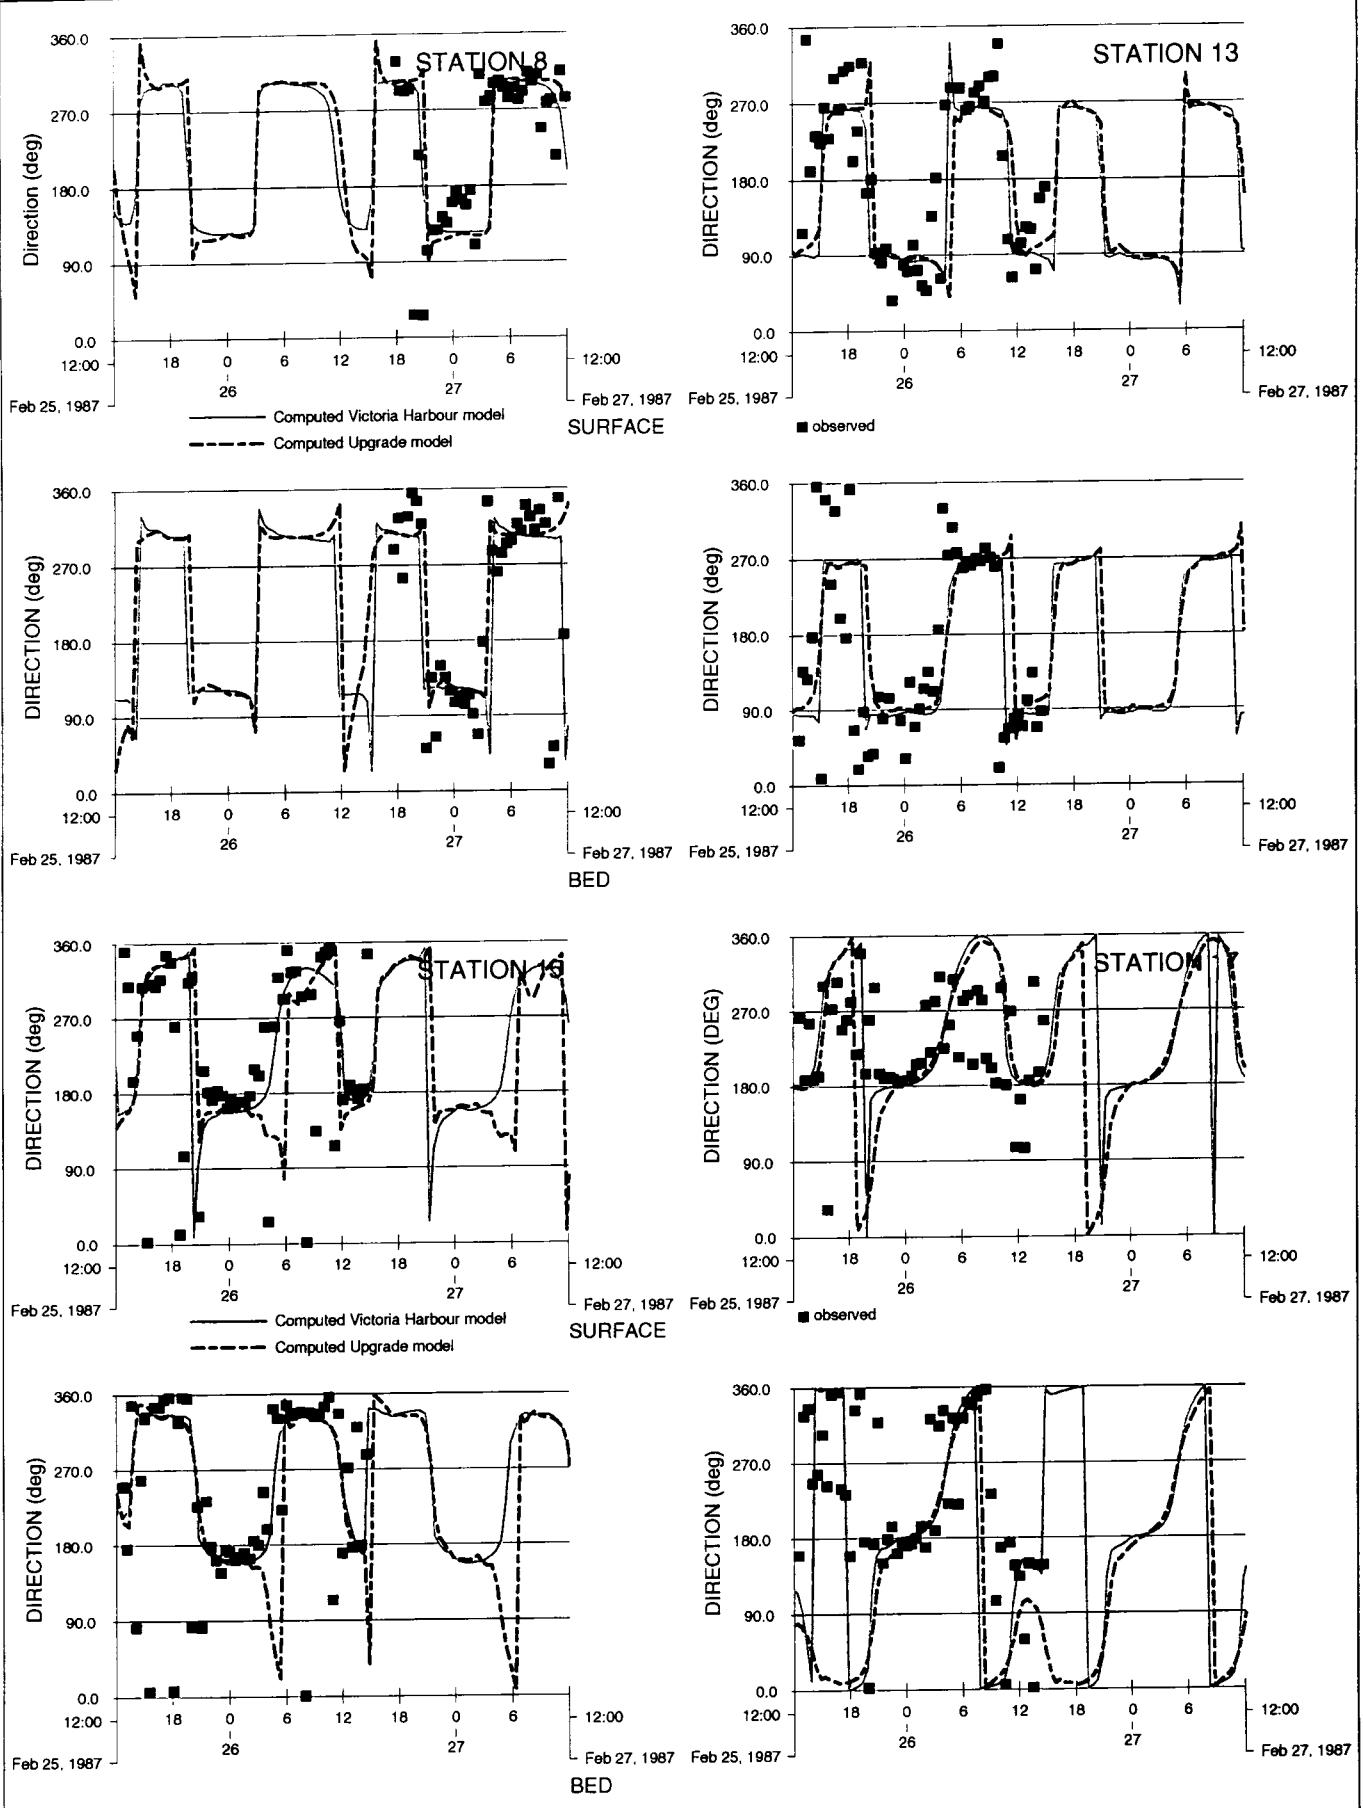 STATION 8
Direction (deg)
360.0
270.0
180.0
90.0
0.0
18 0 6 12 18 0 6
12:00 12:00
26 27
Feb 25, 1987 Feb 27, 1987
STATION 13
DIRECTION (deg)
360.0
270.0
180.0
90.0
0.0
18 0 6 12 18 0 6
12:00 12:00
26 27
Feb 25, 1987 Feb 27, 1987
Computed Victoria Harbour model
Computed Upgrade model
SURFACE
observed
DIRECTION (deg)
360.0
270.0
180.0
90.0
0.0
18 0 6 12 18 0 6
12:00 12:00
26 27
Feb 25, 1987 Feb 27, 1987
DIRECTION (deg)
360.0
270.0
180.0
90.0
0.0
18 0 6 12 18 0 6
12:00 12:00
26 27
Feb 25, 1987 Feb 27, 1987
BED
STATION
DIRECTION (deg)
360.0
270.0
180.0
90.0
0.0
18 0 6 12 18 0 6
12:00 12:00
26 27
Feb 25, 1987 Feb 27, 1987
STATION
DIRECTION (DEG)
360.0
270.0
180.0
90.0
0.0
18 0 6 12 18 0 6
12:00 12:00
26 27
Feb 25, 1987 Feb 27, 1987
Computed Victoria Harbour model
Computed Upgrade model
SURFACE
observed
DIRECTION (deg)
360.0
270.0
180.0
90.0
0.0
18 0 6 12 18 0 6
12:00 12:00
26 27
Feb 25, 1987 Feb 27, 1987
DIRECTION (deg)
360.0
270.0
180.0
90.0
0.0
18 0 6 12 18 0 6
12:00 12:00
26 27
Feb 25, 1987 Feb 27, 1987
BED